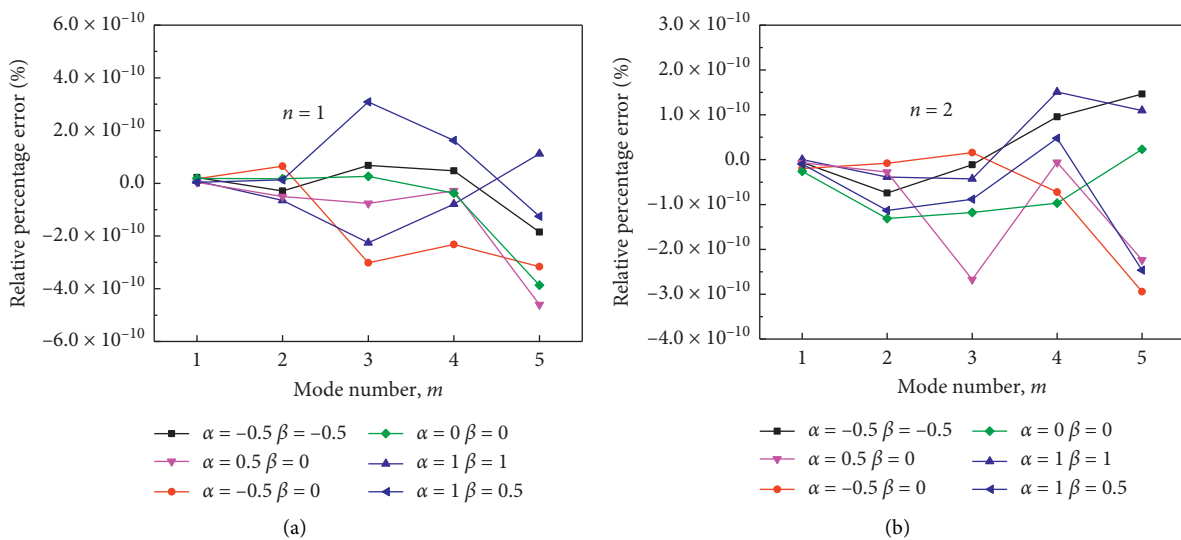 (a)
6.0 × 10⁻¹⁰
4.0 × 10⁻¹⁰
2.0 × 10⁻¹⁰
0.0
−2.0 × 10⁻¹⁰
−4.0 × 10⁻¹⁰
−6.0 × 10⁻¹⁰
Relative percentage error (%)
n = 1
1 2 3 4 5
Mode number, m
α = −0.5 β = −0.5
α = 0 β = 0
α = 0.5 β = 0
α = 1 β = 1
α = −0.5 β = 0
α = 1 β = 0.5
(a)
(b)
3.0 × 10⁻¹⁰
2.0 × 10⁻¹⁰
1.0 × 10⁻¹⁰
0.0
−1.0 × 10⁻¹⁰
−2.0 × 10⁻¹⁰
−3.0 × 10⁻¹⁰
−4.0 × 10⁻¹⁰
Relative percentage error (%)
n = 2
1 2 3 4 5
Mode number, m
α = −0.5 β = −0.5
α = 0 β = 0
α = 0.5 β = 0
α = 1 β = 1
α = −0.5 β = 0
α = 1 β = 0.5
(b)